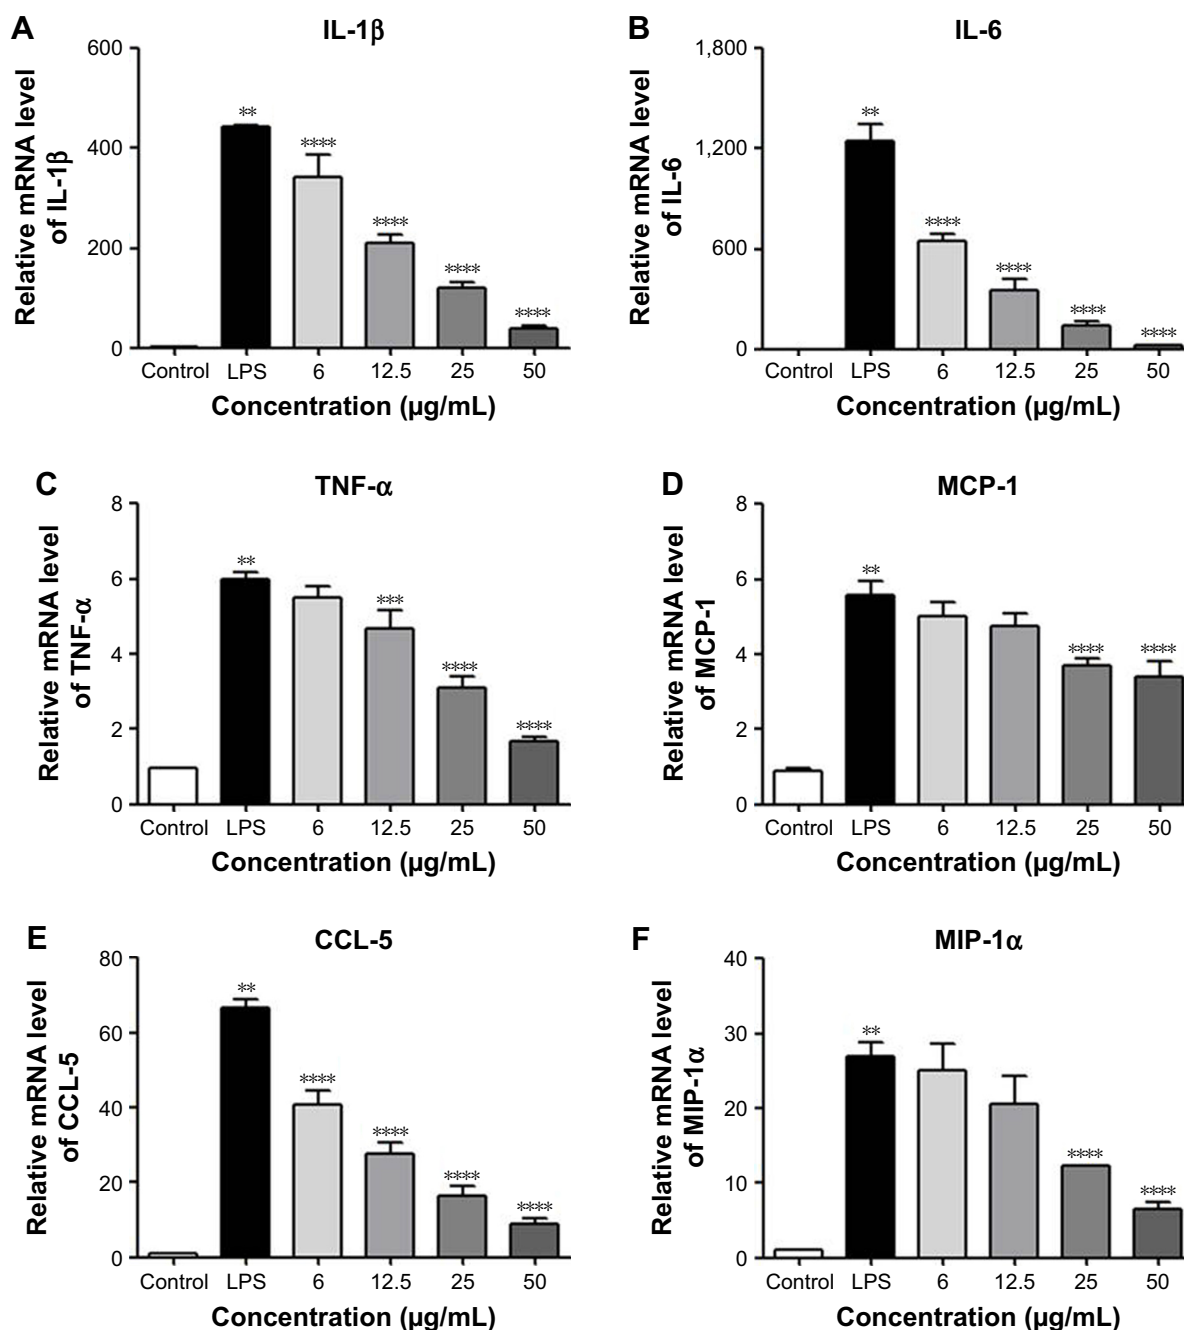 A
IL-1β
Relative mRNA level
of IL-1β
600
400
200
0
**
****
****
****
****
Control LPS 6 12.5 25 50
Concentration (µg/mL)
B
IL-6
Relative mRNA level
of IL-6
1,800
1,200
600
0
**
****
****
****
****
Control LPS 6 12.5 25 50
Concentration (µg/mL)
C
TNF-α
Relative mRNA level
of TNF-α
8
6
4
2
0
**
***
****
****
Control LPS 6 12.5 25 50
Concentration (µg/mL)
D
MCP-1
Relative mRNA level
of MCP-1
8
6
4
2
0
**
****
****
Control LPS 6 12.5 25 50
Concentration (µg/mL)
E
CCL-5
Relative mRNA level
of CCL-5
80
60
40
20
0
**
****
****
****
****
Control LPS 6 12.5 25 50
Concentration (µg/mL)
F
MIP-1α
Relative mRNA level
of MIP-1α
40
30
20
10
0
**
****
****
Control LPS 6 12.5 25 50
Concentration (µg/mL)